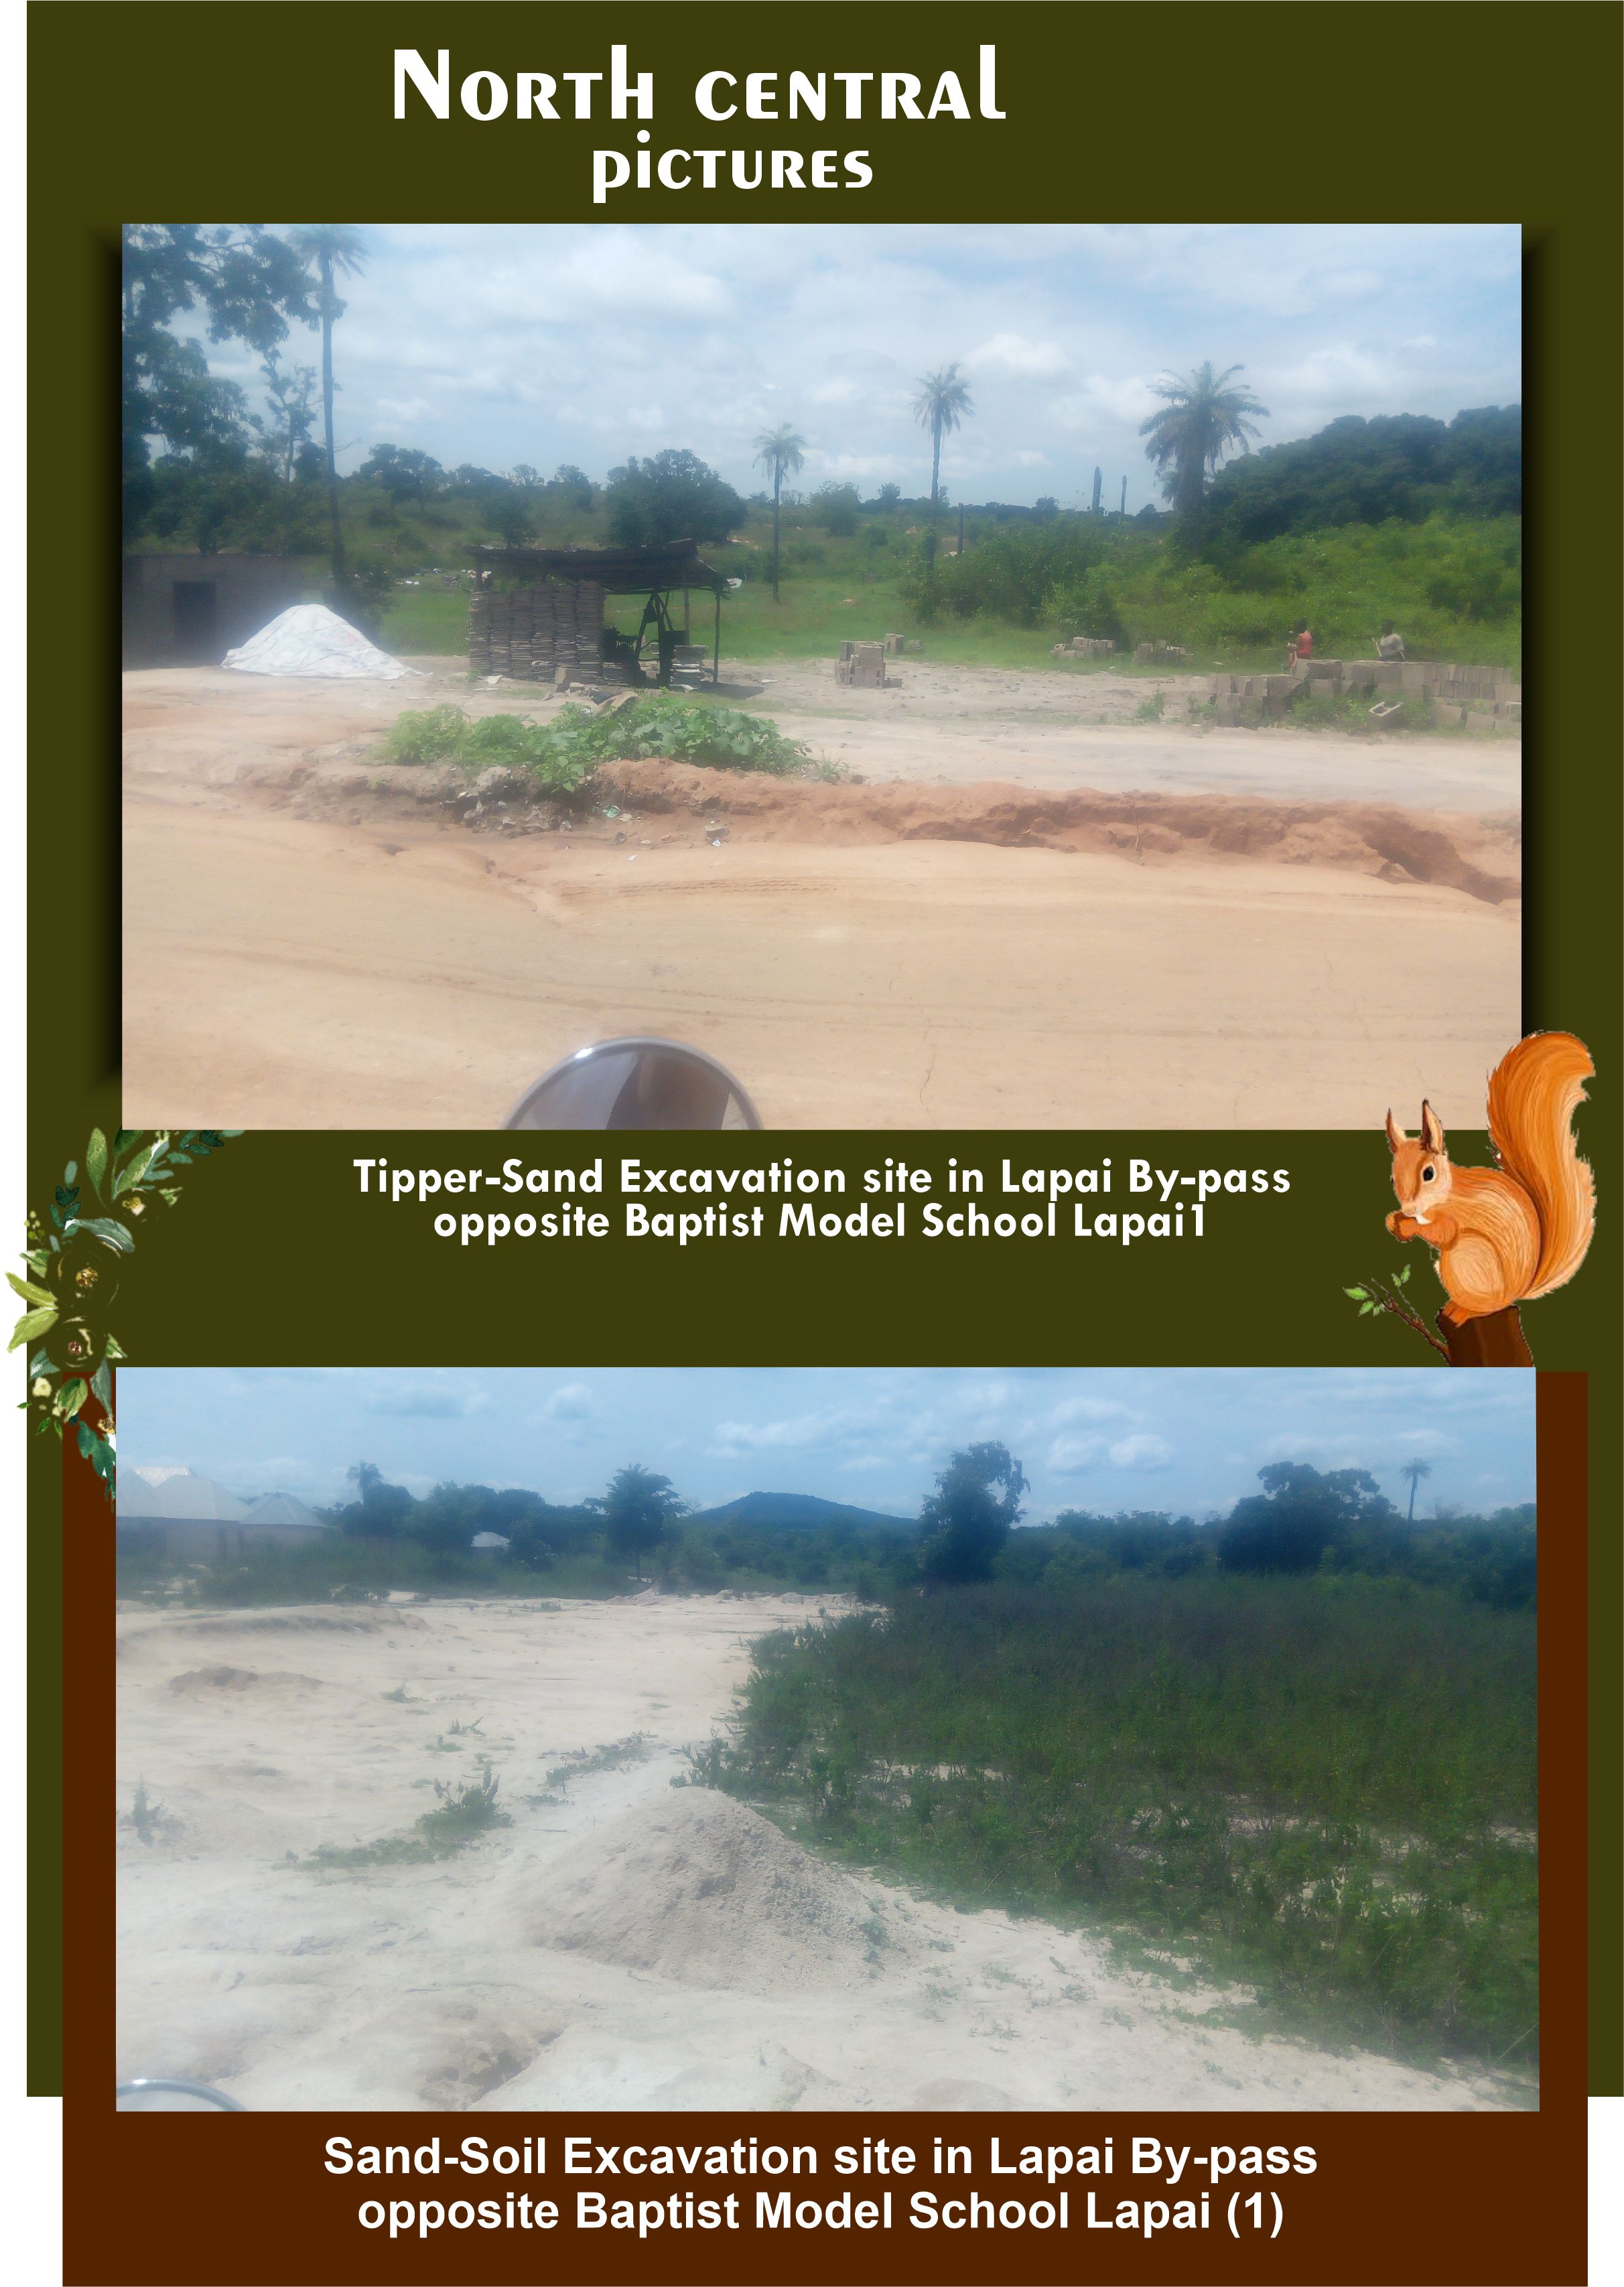 North central
pictures
Tipper-Sand Excavation site in Lapai By-pass
opposite Baptist Model School Lapai1
Sand-Soil Excavation site in Lapai By-pass
opposite Baptist Model School Lapai (1)